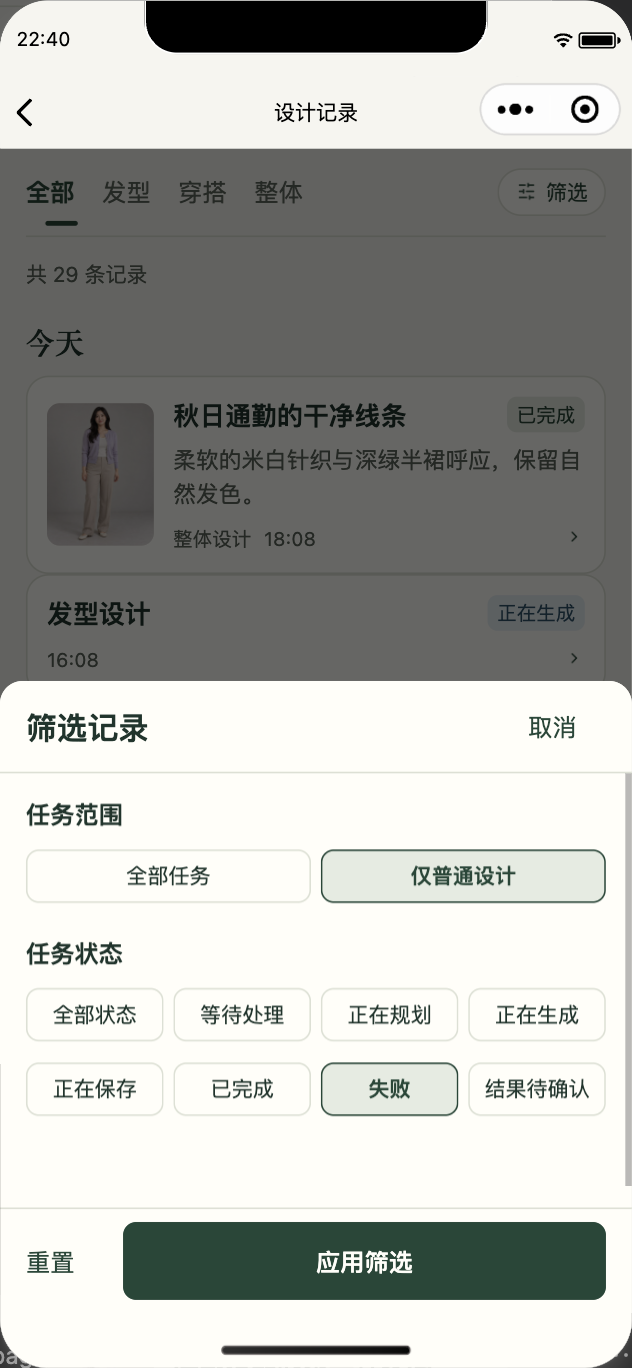 22:40
设计记录
全部 发型 穿搭 整体 筛选
共 29 条记录
今天
秋日通勤的干净线条 已完成
柔软的米白针织与深绿半裙呼应，保留自
然发色。
整体设计 18:08
发型设计 正在生成
16:08
筛选记录 取消
任务范围
全部任务 仅普通设计
任务状态
全部状态 等待处理 正在规划 正在生成
正在保存 已完成 失败 结果待确认
重置 应用筛选